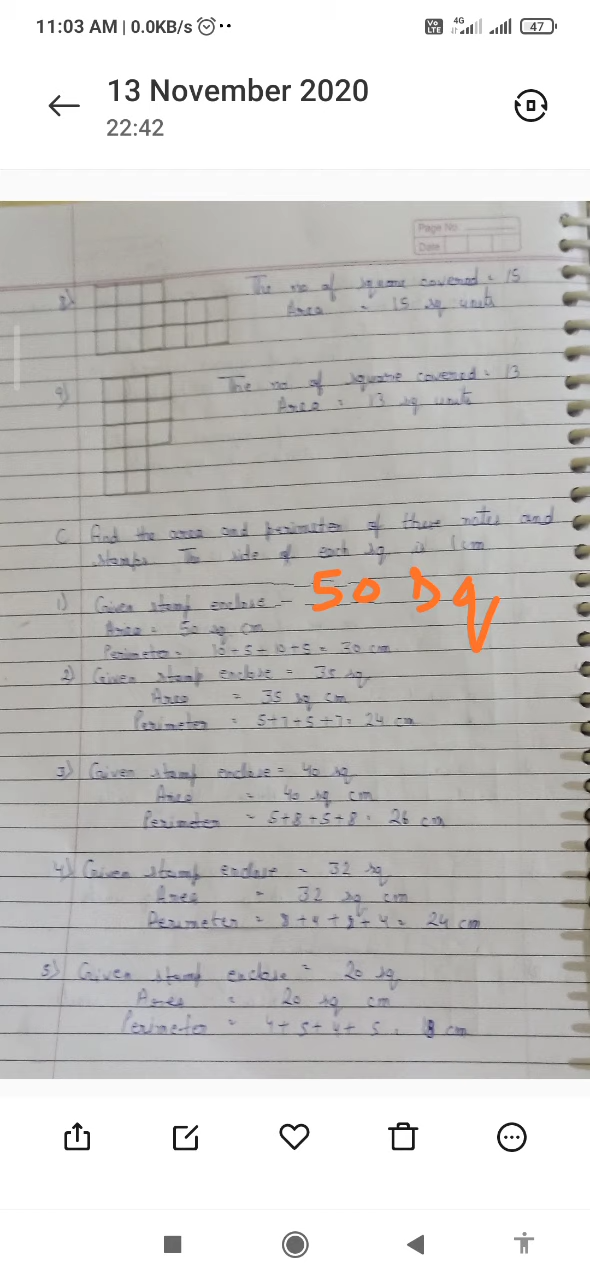 11:03 AM | 0.0KB/s
Vo LTE 4G 47
13 November 2020
22:42
Page No.
Date
8) The no of square covered = 15
Area = 15 sq units
9) The no of square covered = 13
Area = 13 sq units
C And the area and perimeter of these notes and
stamps The side of each sq is 1cm
1) Given stamp enclose - 50 sq
Area = 50 sq cm
Perimeter = 10+5+10+5 = 30 cm
2) Given stamp enclose = 35 sq
Area = 35 sq cm
Perimeter = 5+7+5+7= 24 cm
3) Given stamp enclose = 40 sq
Area = 40 sq cm
Perimeter = 5+8+5+8= 26 cm
4) Given stamp enclose = 32 sq
Area = 32 sq cm
Perimeter = 8+4+8+4= 24 cm
5) Given stamp enclose = 20 sq
Area = 20 sq cm
Perimeter = 4+5+4+5= cm